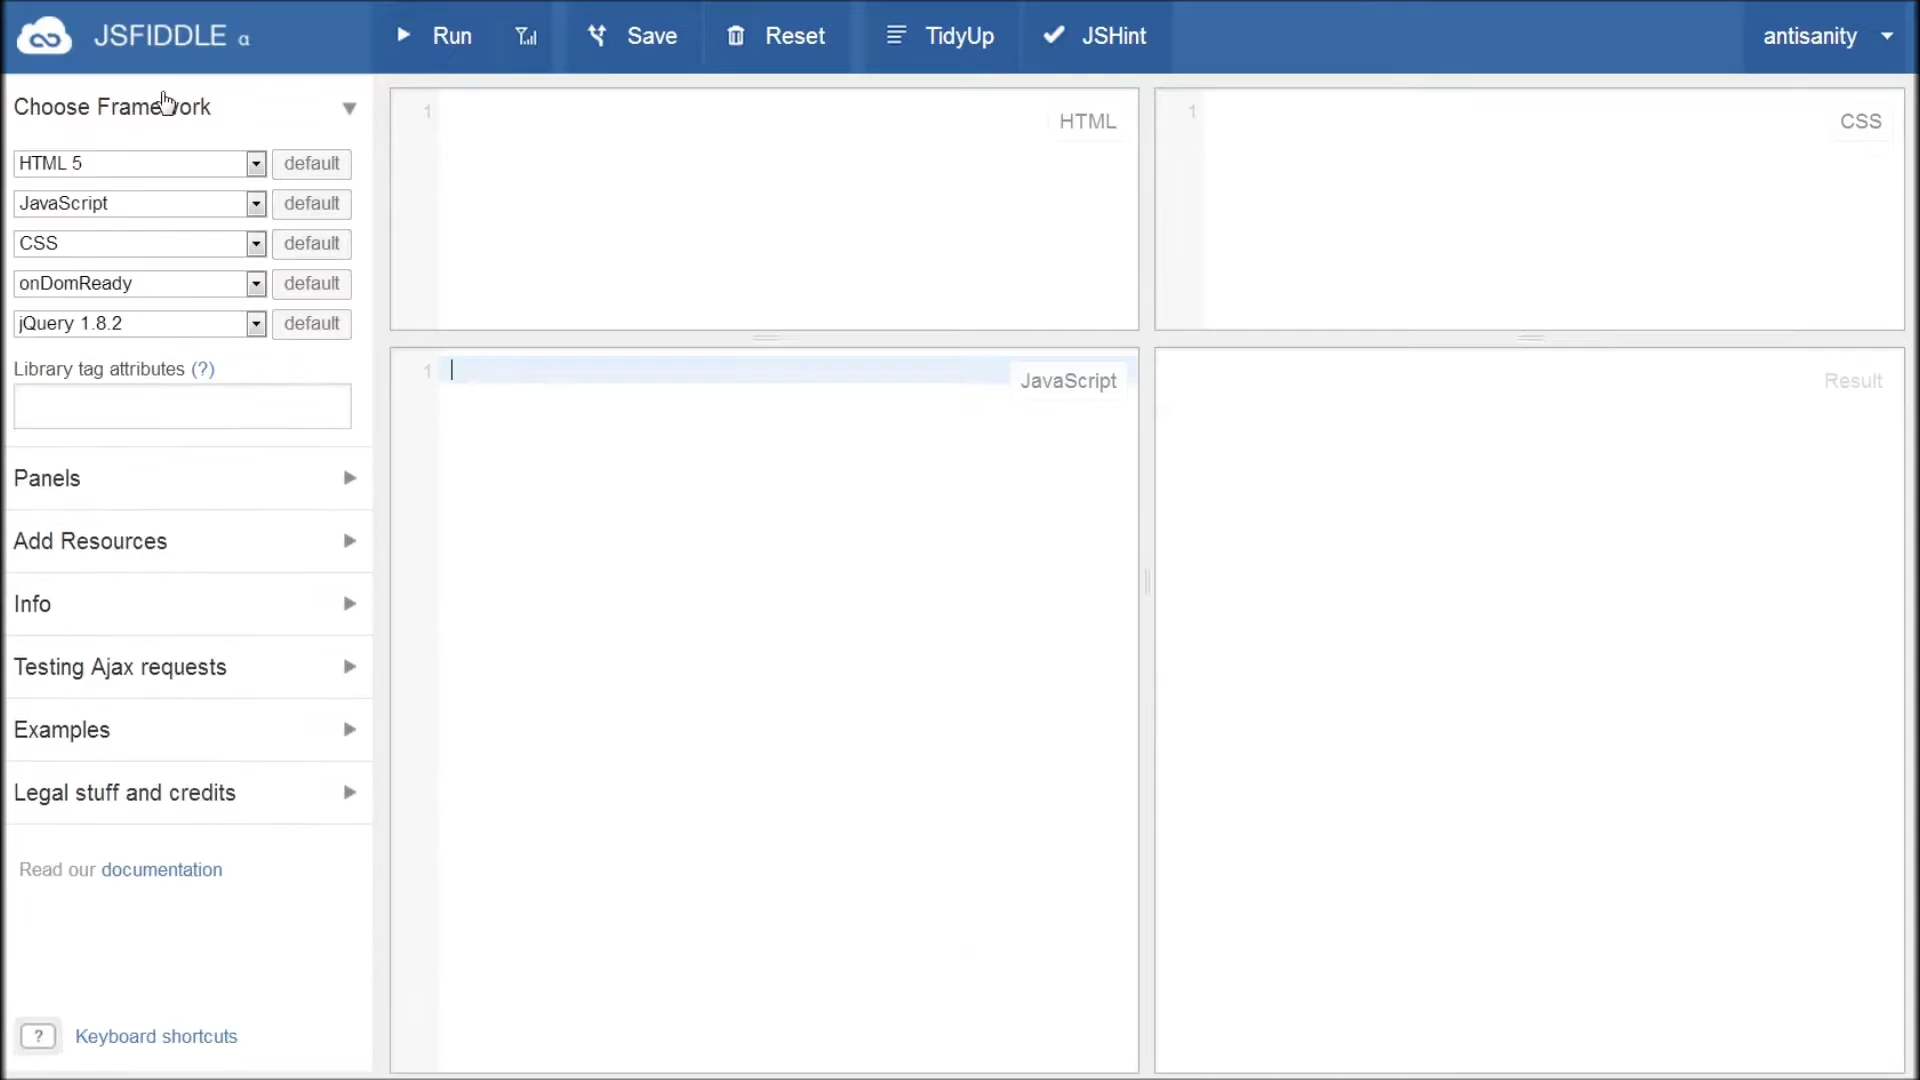 JSFIDDLE α
Run
Save
Reset
TidyUp
JSHint
antisanity
Choose Framework
HTML 5
default
JavaScript
default
CSS
default
onDomReady
default
jQuery 1.8.2
default
Library tag attributes (?)
Panels
Add Resources
Info
Testing Ajax requests
Examples
Legal stuff and credits
Read our documentation
? Keyboard shortcuts
1
HTML
1
CSS
1
JavaScript
Result